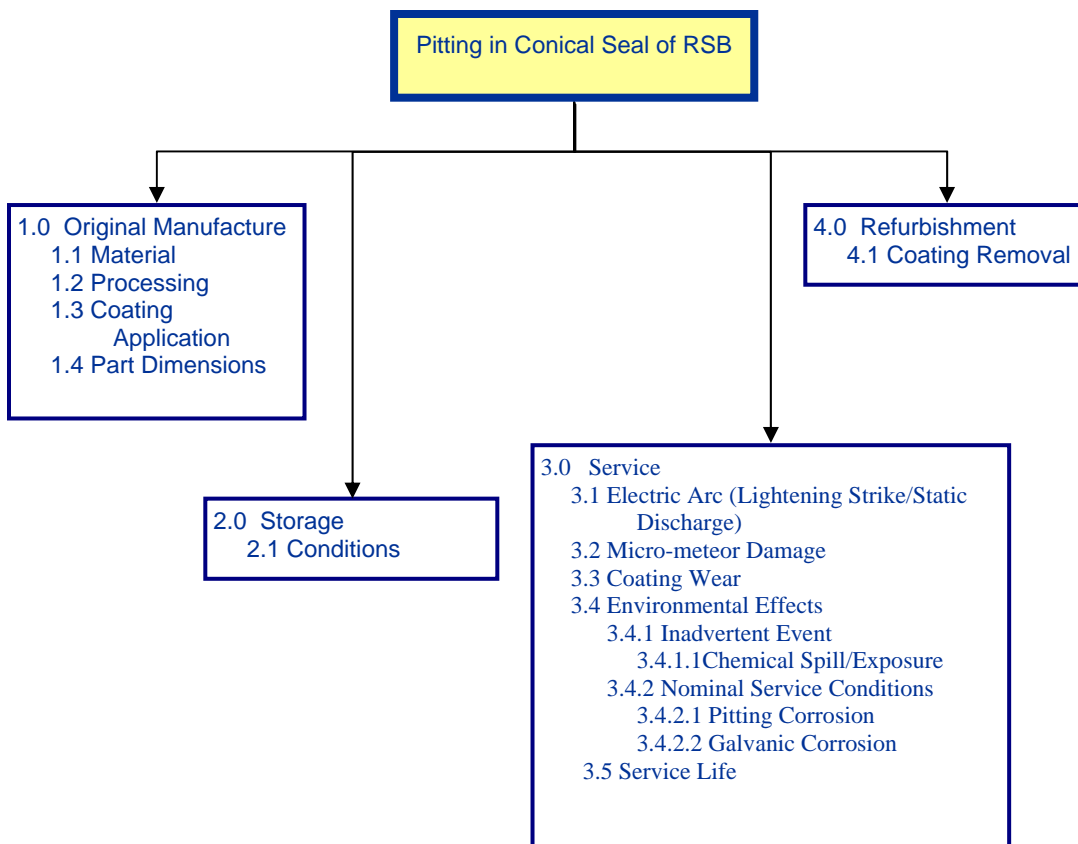 Pitting in Conical Seal of RSB
1.0 Original Manufacture
1.1 Material
1.2 Processing
1.3 Coating
Application
1.4 Part Dimensions
4.0 Refurbishment
4.1 Coating Removal
2.0 Storage
2.1 Conditions
3.0 Service
3.1 Electric Arc (Lightening Strike/Static
Discharge)
3.2 Micro-meteor Damage
3.3 Coating Wear
3.4 Environmental Effects
3.4.1 Inadvertent Event
3.4.1.1Chemical Spill/Exposure
3.4.2 Nominal Service Conditions
3.4.2.1 Pitting Corrosion
3.4.2.2 Galvanic Corrosion
3.5 Service Life